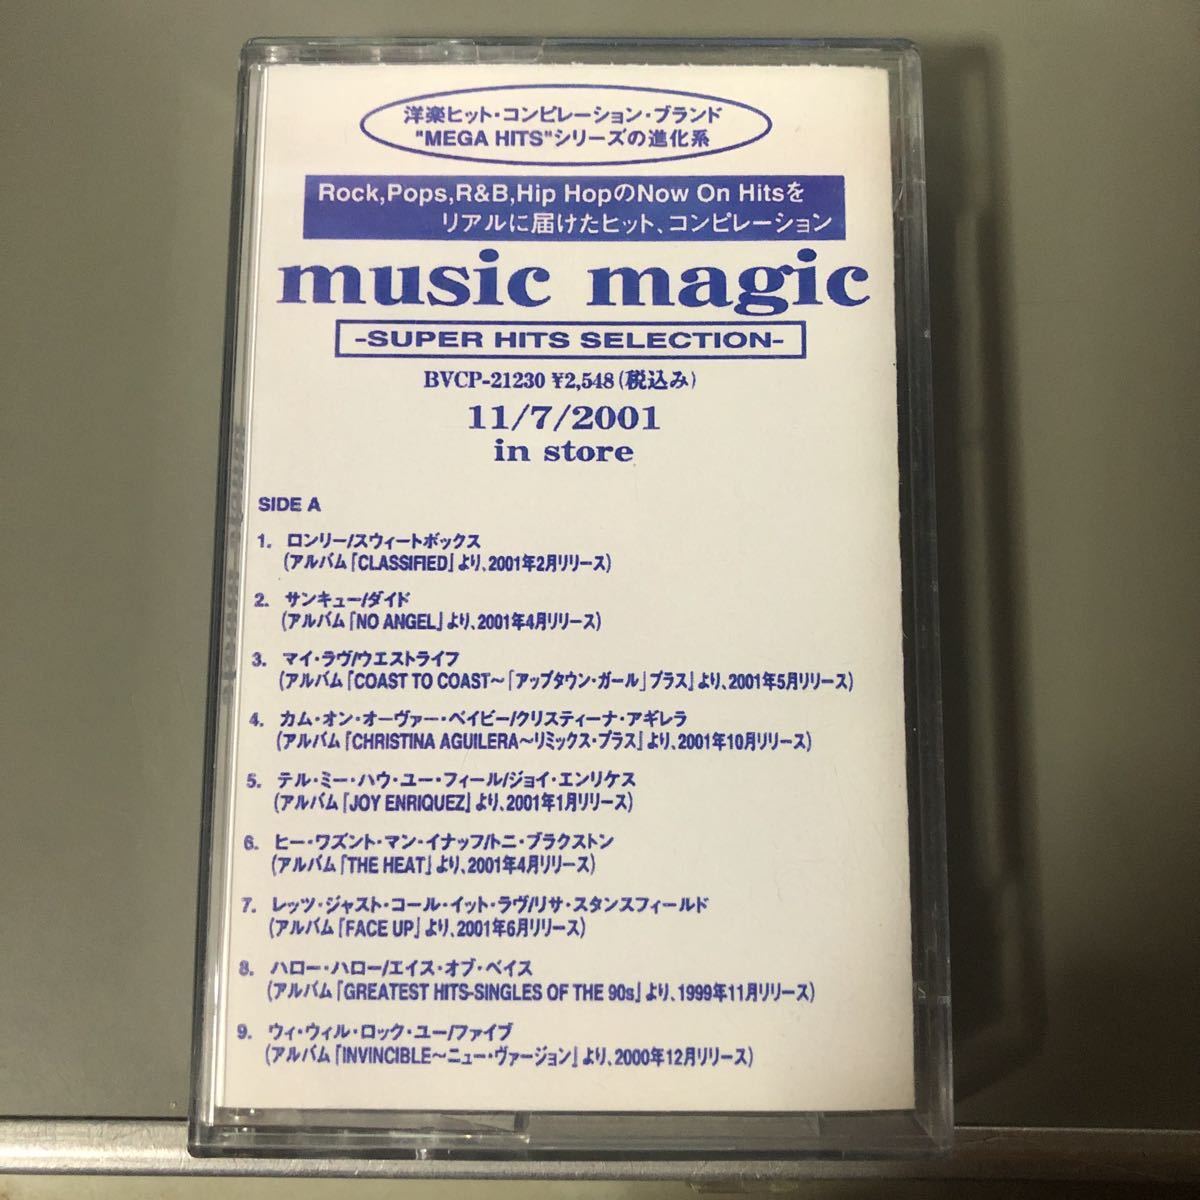 洋楽ヒット・コンピレーション・ブランド
"MEGA HITS"シリーズの進化系
Rock,Pops,R&B,Hip HopのNow On Hitsを
リアルに届けたヒット、コンピレーション
music magic
-SUPER HITS SELECTION-
BVCP-21230 ¥2,548(税込み)
11/7/2001
in store
SIDE A
1. ロンリー/スウィートボックス
(アルバム「CLASSIFIED」より、2001年2月リリース)
2. サンキュー/ダイド
(アルバム「NO ANGEL」より、2001年4月リリース)
3. マイ・ラヴ/ウエストライフ
(アルバム「COAST TO COAST〜「アップタウン・ガール」プラス」より、2001年5月リリース)
4. カム・オン・オーヴァー・ベイビー/クリスティーナ・アギレラ
(アルバム「CHRISTINA AGUILERA〜リミックス・プラス」より、2001年10月リリース)
5. テル・ミー・ハウ・ユー・フィール/ジョイ・エンリケス
(アルバム「JOY ENRIQUEZ」より、2001年1月リリース)
6. ヒー・ワズント・マン・イナッフ/トニ・ブラクストン
(アルバム「THE HEAT」より、2001年4月リリース)
7. レッツ・ジャスト・コール・イット・ラヴ/リサ・スタンスフィールド
(アルバム「FACE UP」より、2001年6月リリース)
8. ハロー・ハロー/エイス・オブ・ベイス
(アルバム「GREATEST HITS-SINGLES OF THE 90s」より、1999年11月リリース)
9. ウィ・ウィル・ロック・ユー/ファイブ
(アルバム「INVINCIBLE〜ニュー・ヴァージョン」より、2000年12月リリース)